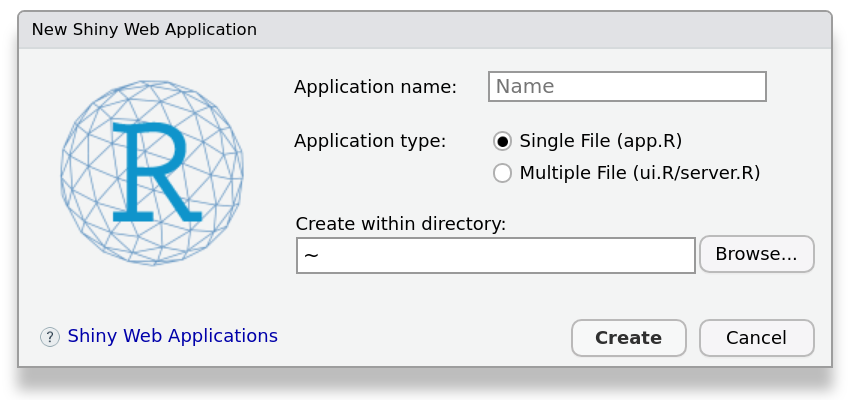 New Shiny Web Application
R
Application name: Name
Application type: Single File (app.R)
Multiple File (ui.R/server.R)
Create within directory:
~ Browse...
? Shiny Web Applications Create Cancel